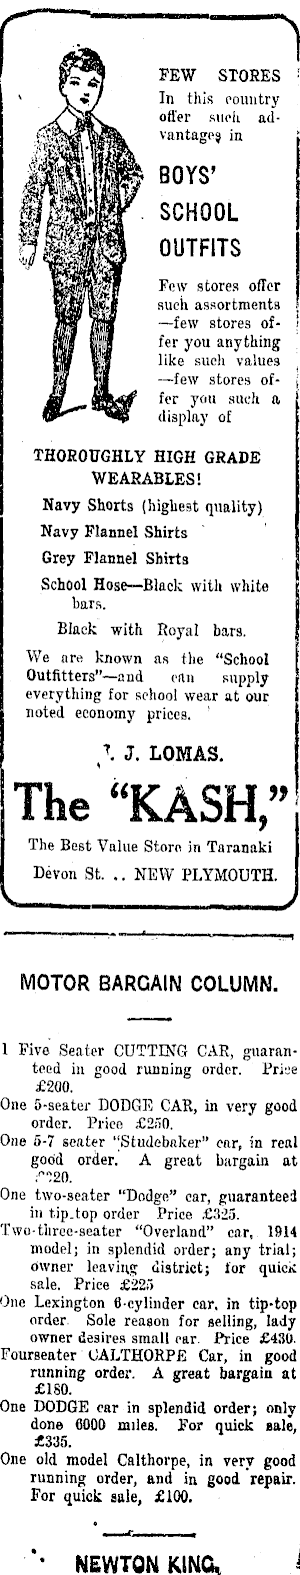 FEW STORES
In this country
offer such ad-
vantages in
BOYS'
SCHOOL
OUTFITS
Few stores offer
such assortments
—few stores of-
fer you anything
like such values
—few stores of-
fer you such a
display of
THOROUGHLY HIGH GRADE
WEARABLES!
Navy Shorts (highest quality)
Navy Flannel Shirts
Grey Flannel Shirts
School Hose—Black with white
bars.
Black with Royal bars.
We are known as the "School
Outfitters"—and can supply
everything for school wear at our
noted economy prices.
J. LOMAS.
The "KASH,"
The Best Value Store in Taranaki
Devon St. .. NEW PLYMOUTH.
MOTOR BARGAIN COLUMN.
1 Five Seater CUTTING CAR, guaran-
teed in good running order. Price
£200.
One 5-seater DODGE CAR, in very good
order. Price £250.
One 5-7 seater "Studebaker" car, in real
good order. A great bargain at
One two-seater "Dodge" car, guaranteed
in tip-top order Price £325.
Two-three-seater "Overland" car, 1914
model; in splendid order; any trial;
owner leaving district; for quick
sale. Price £225
One Lexington 6-cylinder car, in tip-top
order Sole reason for selling, lady
owner desires small car. Price £430.
Fourseater CALTHORPE Car, in good
running order. A great bargain at
£180.
One DODGE car in splendid order; only
done 6000 miles. For quick sale,
£335.
One old model Calthorpe, in very good
running order, and in good repair.
For quick sale, £100.
NEWTON KING,